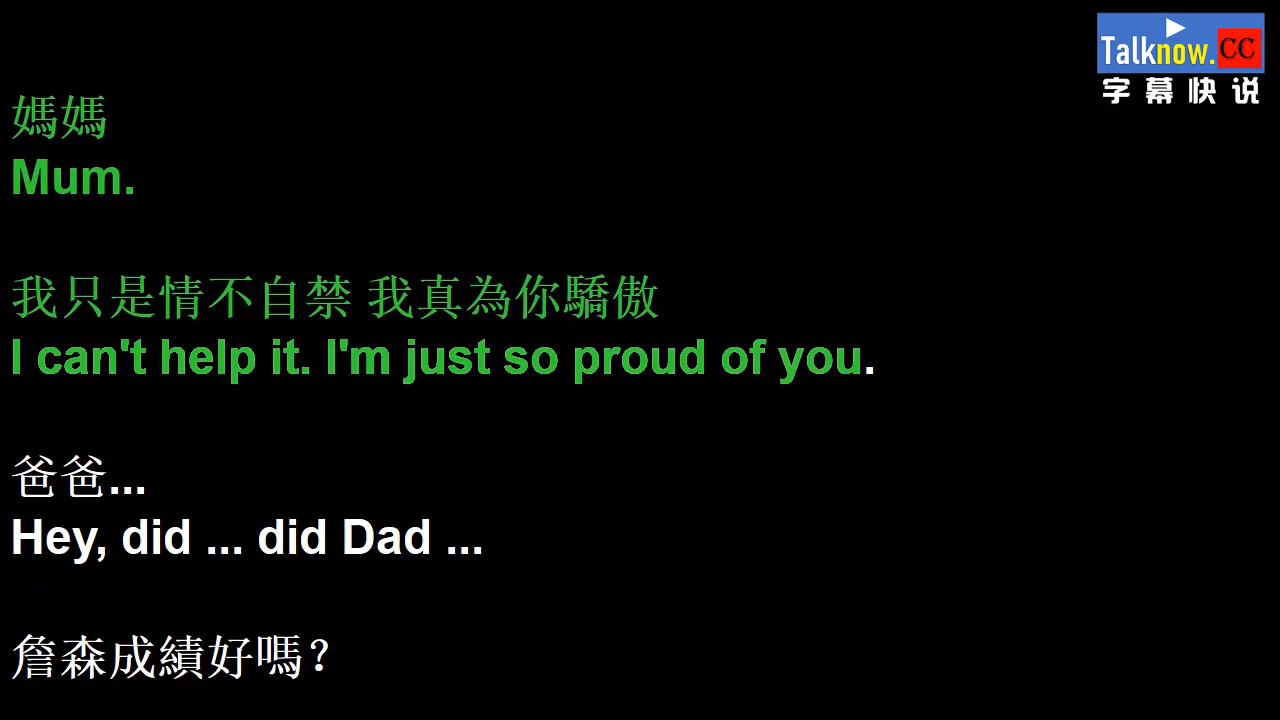 Talknow.CC
字幕快说
媽媽
Mum.
我只是情不自禁 我真為你驕傲
I can't help it. I'm just so proud of you.
爸爸...
Hey, did ... did Dad ...
詹森成績好嗎？